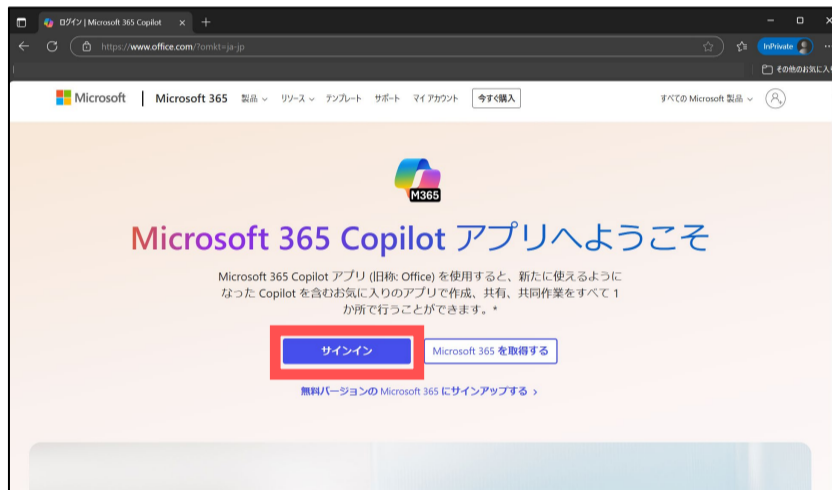 ログイン | Microsoft 365 Copilot
https://www.office.com/?omkt=ja-jp
InPrivate
その他のお気に入
Microsoft
Microsoft 365 製品 リソース テンプレート サポート マイ アカウント 今すぐ購入 すべての Microsoft 製品
M365
Microsoft 365 Copilot アプリへようこそ
Microsoft 365 Copilot アプリ (旧称: Office) を使用すると、新たに使えるように
なった Copilot を含むお気に入りのアプリで作成、共有、共同作業をすべて 1
か所で行うことができます。*
サインイン Microsoft 365 を取得する
無料バージョンの Microsoft 365 にサインアップする >